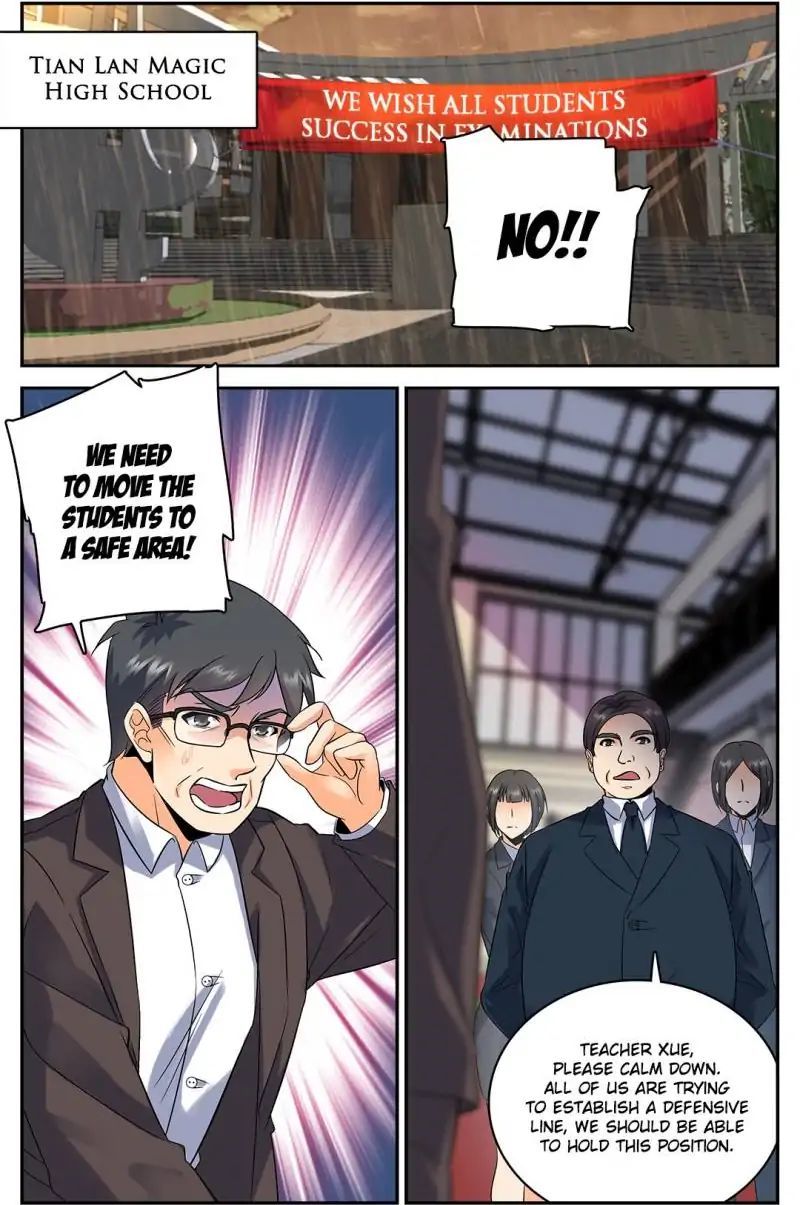 TIAN LAN MAGIC
HIGH SCHOOL
WE WISH ALL STUDENTS
SUCCESS IN EXAMINATIONS
NO!!
WE NEED
TO MOVE THE
STUDENTS TO
A SAFE AREA!
TEACHER XUE,
PLEASE CALM DOWN.
ALL OF US ARE TRYING
TO ESTABLISH A DEFENSIVE
LINE, WE SHOULD BE ABLE
TO HOLD THIS POSITION.